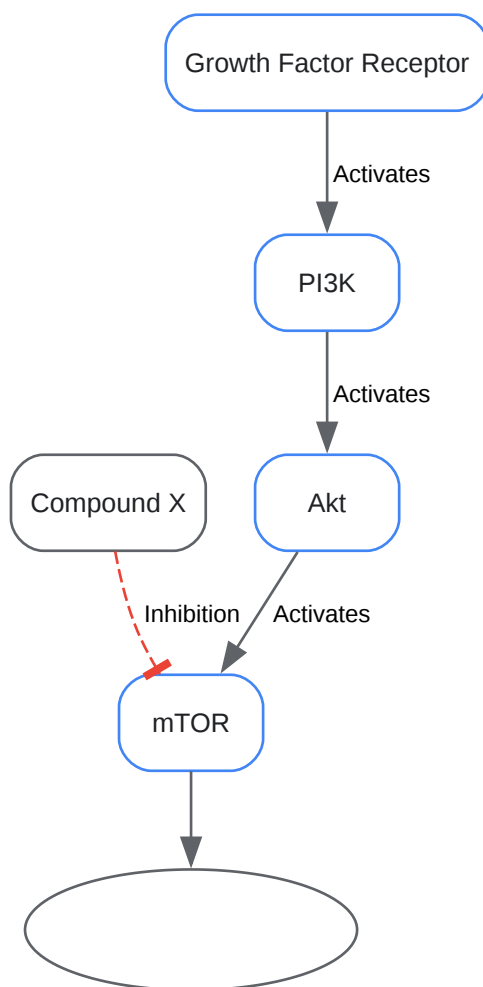 Growth Factor Receptor
Activates
PI3K
Activates
Compound X
Akt
Inhibition
Activates
mTOR